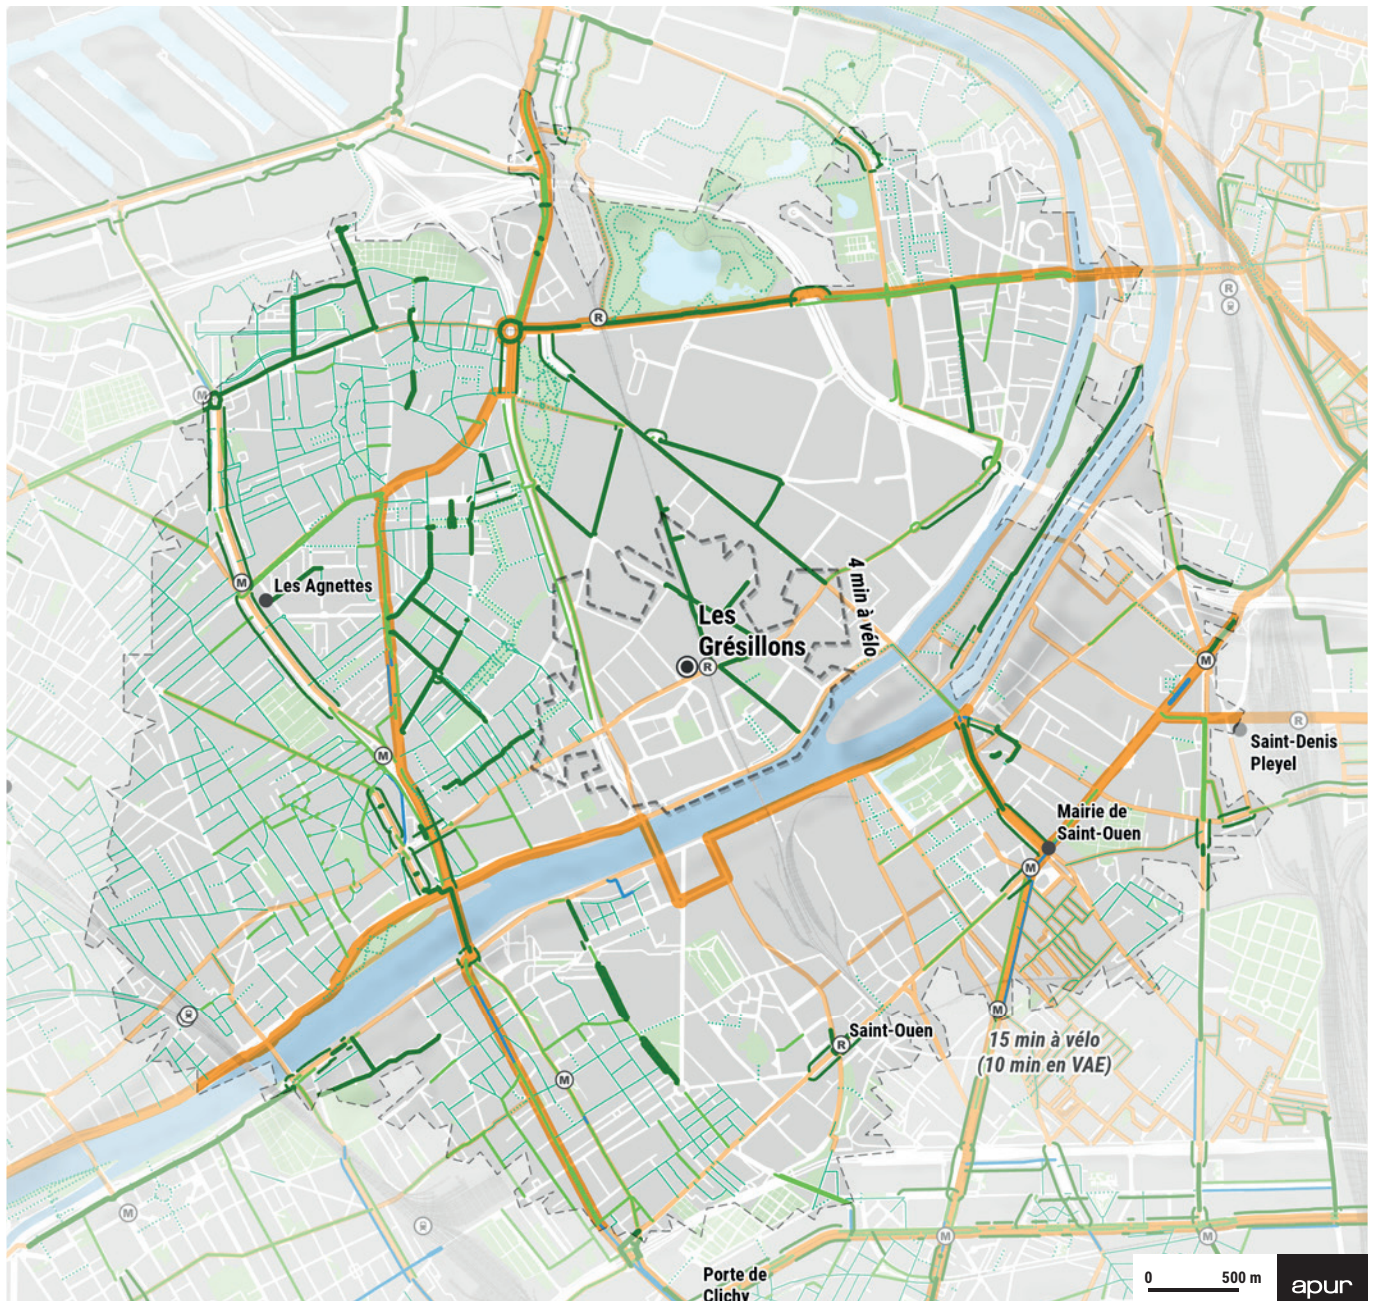 R
M
R
M
Les Agnettes
4 min à vélo
Les
Grésillons
R
M
R
Saint-Denis
Pleyel
M
Mairie de
Saint-Ouen
M
M
Saint-Ouen
R
15 min à vélo
(10 min en VAE)
M
M
M
M
Porte de
Clichy
0 500 m
apur